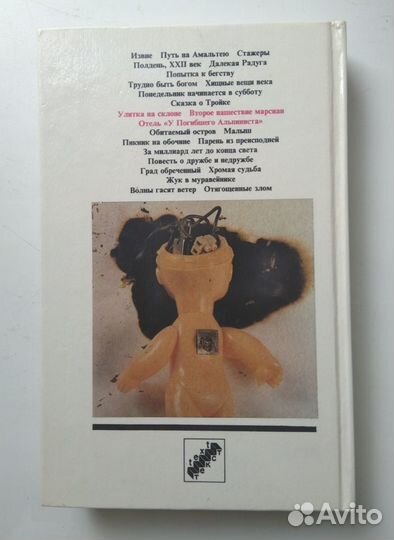 Извне Путь на Амальтею Стажеры
Полдень, XXII век Далекая Радуга
Попытка к бегству
Трудно быть богом Хищные вещи века
Понедельник начинается в субботу
Сказка о Тройке
Улитка на склоне Второе нашествие марсиан
Отель «У Погибшего Альпиниста»
Обитаемый остров Малыш
Пикник на обочине Парень из преисподней
За миллиард лет до конца света
Повесть о дружбе и недружбе
Град обреченный Хромая судьба
Жук в муравейнике
Волны гасят ветер Отягощенные злом
текст
text
Avito